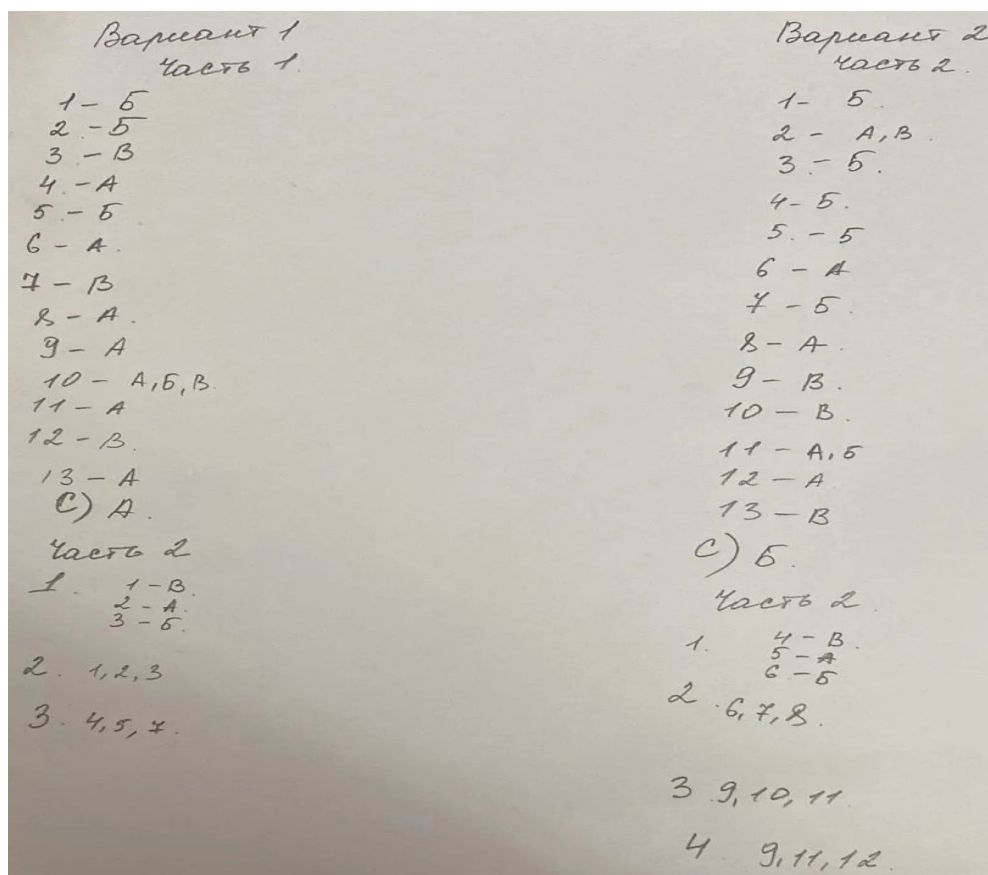 Вариант 1
Часть 1.
1 - Б
2. - Б
3 - В
4. - А
5. - Б
6 - А.
7 - В
8 - А.
9 - А
10 - А, Б, В.
11 - А
12 - В.
13 - А
С) А.
Часть 2
1. 1 - В.
2 - А.
3 - Б.
2. 1, 2, 3
3. 4, 5, 7.
Вариант 2
Часть 2.
1 - Б.
2 - А, В.
3 - Б.
4 - Б.
5. - Б
6 - А
7 - Б.
8 - А.
9 - В.
10 - В.
11 - А, Б
12 - А.
13 - В
С) Б.
Часть 2.
1. 4 - В.
5 - А
6 - Б
2. 6, 7, 8.
3. 9, 10, 11.
4 9, 11, 12.